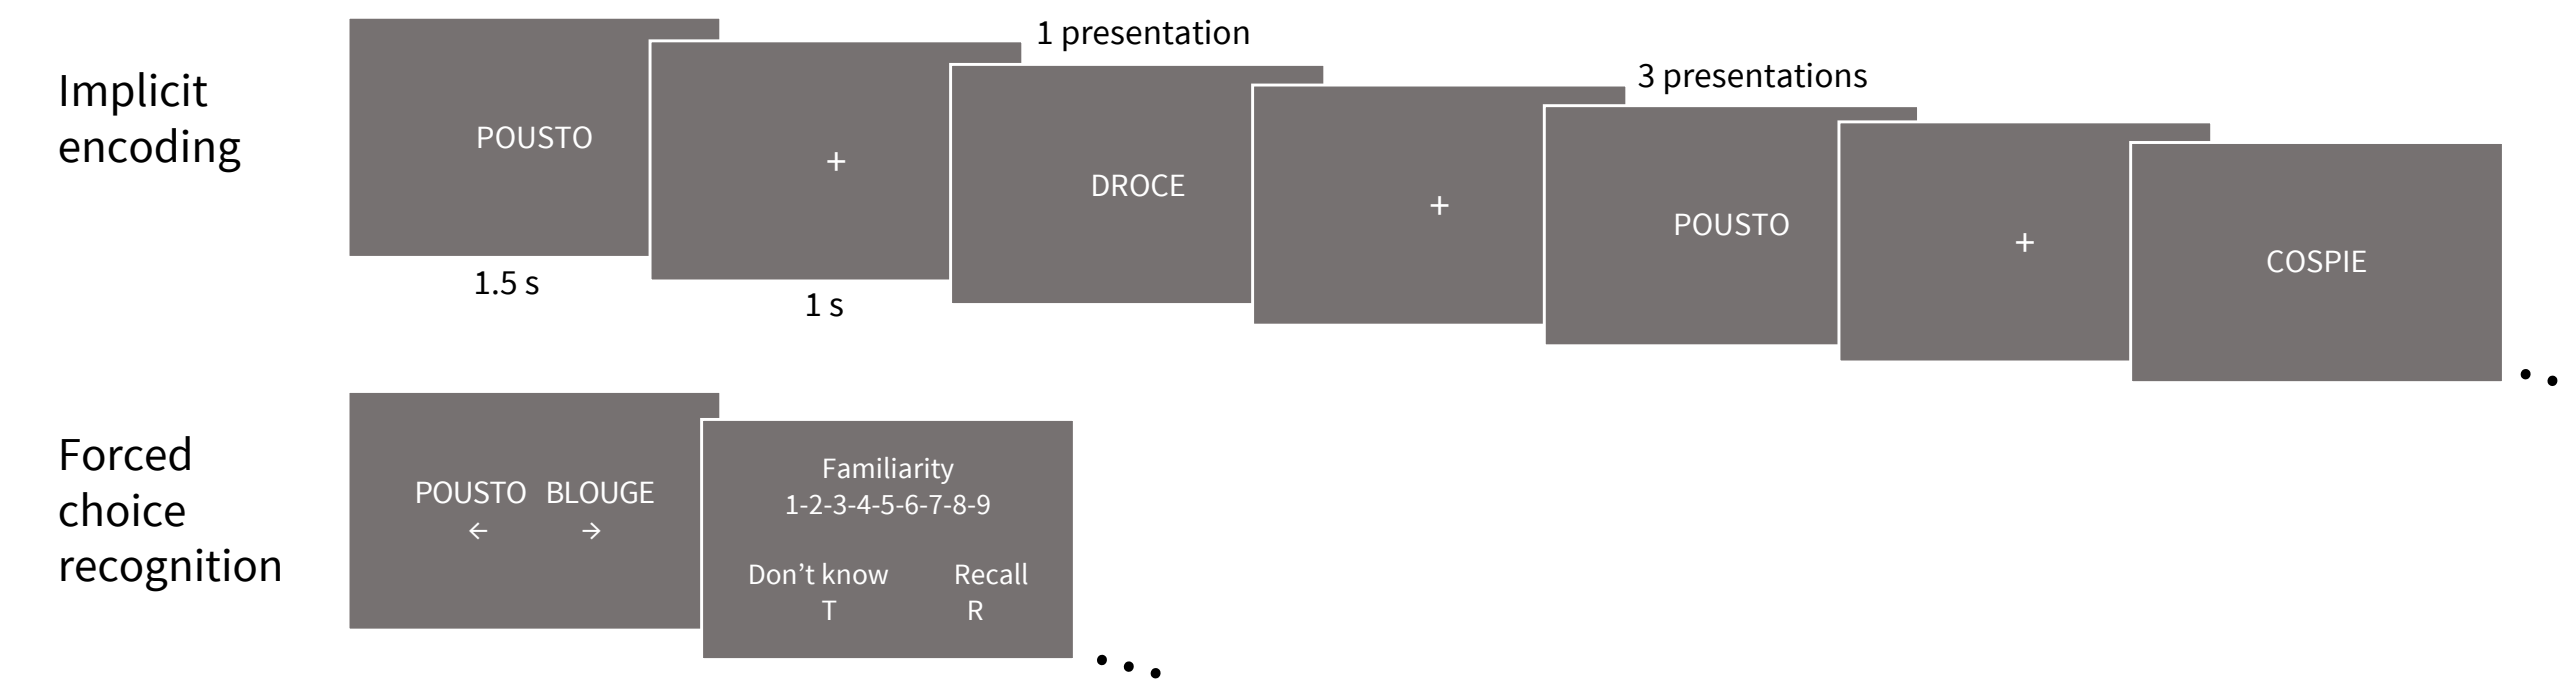 Implicit
encoding
POUSTO
1.5 s
+
1 s
1 presentation
DROCE
+
3 presentations
POUSTO
+
COSPIE
Forced
choice
recognition
POUSTO BLOUGE
← →
Familiarity
1-2-3-4-5-6-7-8-9
Don’t know Recall
T R